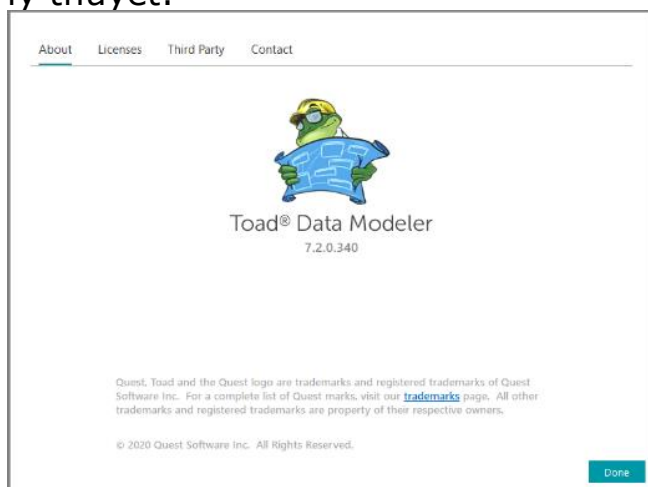 lý thuyết.
About Licenses Third Party Contact
Toad® Data Modeler
7.2.0.340
Quest, Toad and the Quest logo are trademarks and registered trademarks of Quest
Software Inc. For a complete list of Quest marks, visit our trademarks page. All other
trademarks and registered trademarks are property of their respective owners.
© 2020 Quest Software Inc. All Rights Reserved.
Done